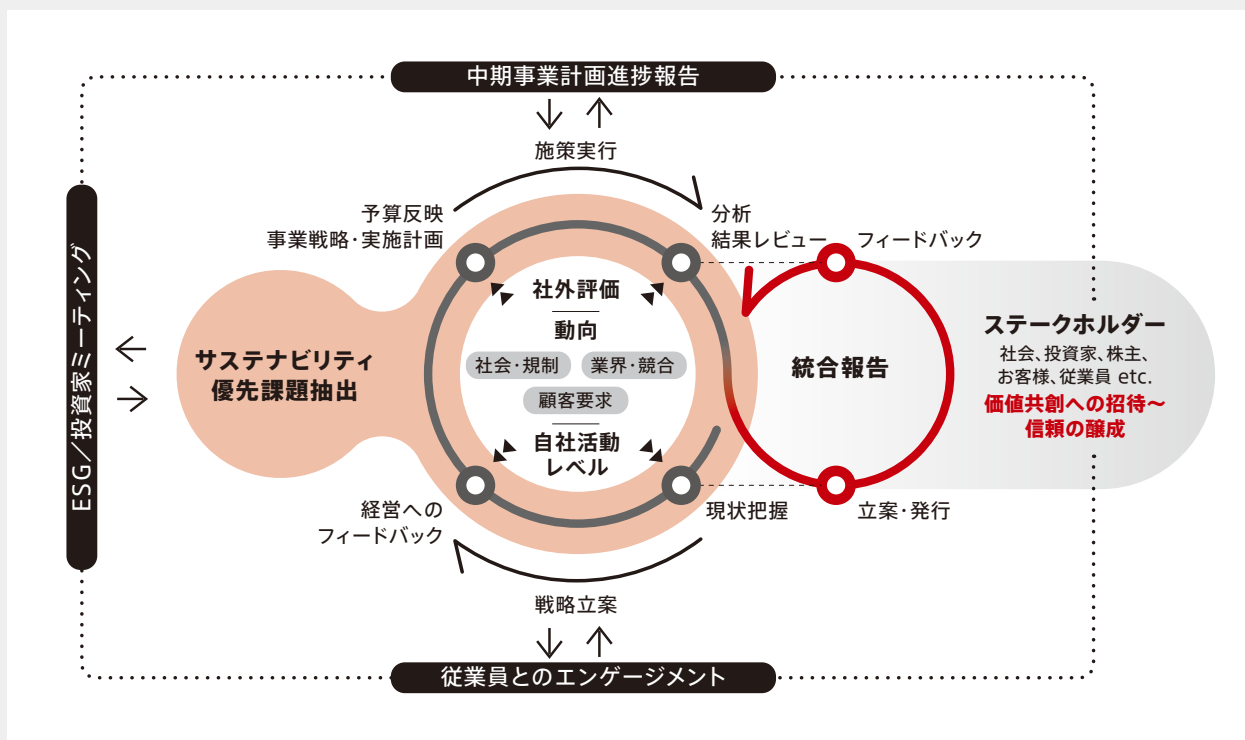 中期事業計画進捗報告
施策実行
予算反映
事業戦略・実施計画
分析
結果レビュー
フィードバック
ESG／投資家ミーティング
サステナビリティ
優先課題抽出
社外評価
動向
社会・規制
業界・競合
顧客要求
自社活動
レベル
統合報告
ステークホルダー
社会、投資家、株主、
お客様、従業員 etc.
価値共創への招待～
信頼の醸成
経営への
フィードバック
現状把握
立案・発行
戦略立案
従業員とのエンゲージメント